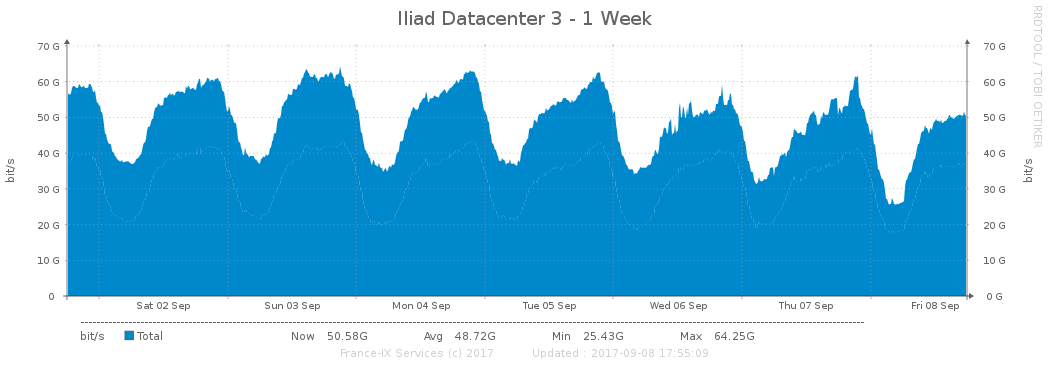 Iliad Datacenter 3 - 1 Week
RRDTOOL / TOBI OETIKER
bit/s
70 G
60 G
50 G
40 G
30 G
20 G
10 G
0
70 G
60 G
50 G
40 G
30 G
20 G
10 G
0 G
bit/s
Sat 02 Sep Sun 03 Sep Mon 04 Sep Tue 05 Sep Wed 06 Sep Thu 07 Sep Fri 08 Sep
bit/s Total Now 50.58G Avg 48.72G Min 25.43G Max 64.25G
France-IX Services (c) 2017 Updated : 2017-09-08 17:55:09